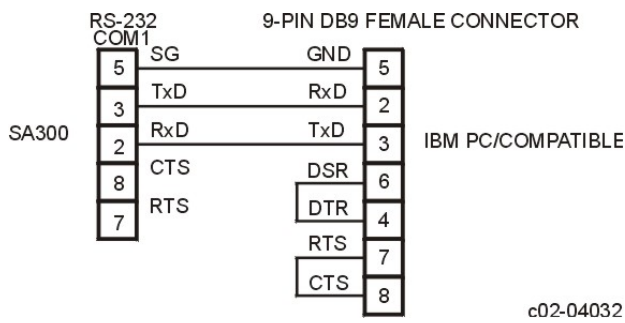 RS-232
COM1
9-PIN DB9 FEMALE CONNECTOR
5 SG GND 5
3 TxD RxD 2
SA300
2 RxD TxD 3
IBM PC/COMPATIBLE
8 CTS DSR 6
7 RTS DTR 4
RTS 7
CTS 8
c02-04032